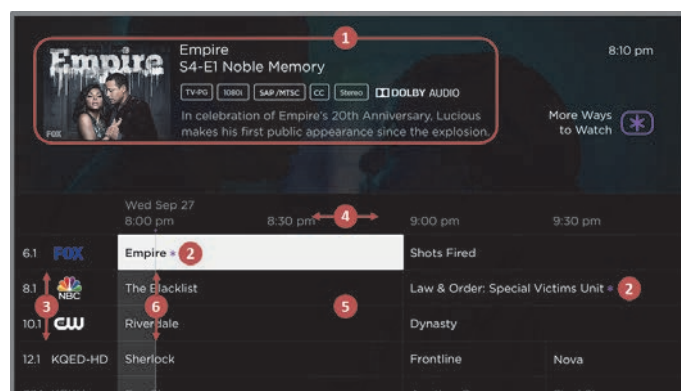 1
Empire
Empire
S4-E1 Noble Memory
8:10 pm
TV-PG 1080i SAP/MTSC CC Stereo DOLBY AUDIO
In celebration of Empire's 20th Anniversary, Lucious
makes his first public appearance since the explosion.
FOX
More Ways
to Watch *
Wed Sep 27
8:00 pm 8:30 pm 4 9:00 pm 9:30 pm
6.1 FOX Empire * 2 Shots Fired
8.1 NBC The Blacklist Law & Order: Special Victims Unit * 2
3 6 5
10.1 CW Riverdale Dynasty
12.1 KQED-HD Sherlock Frontline Nova